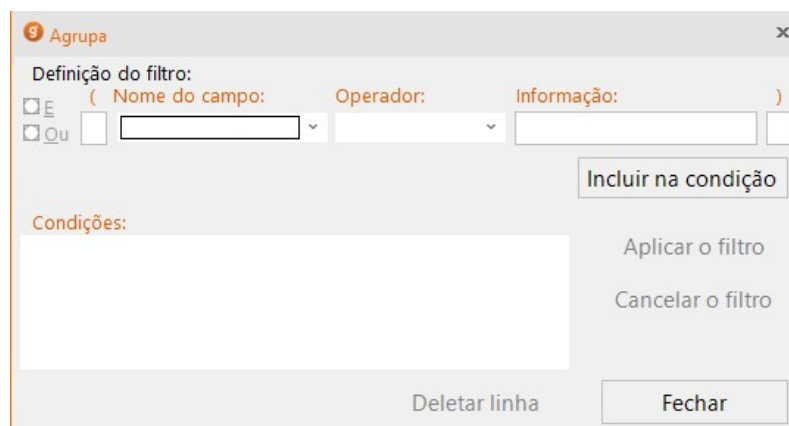 g Agrupa x
Definição do filtro:
( Nome do campo: Operador: Informação: )
E
Ou
Incluir na condição
Condições:
Aplicar o filtro
Cancelar o filtro
Deletar linha Fechar